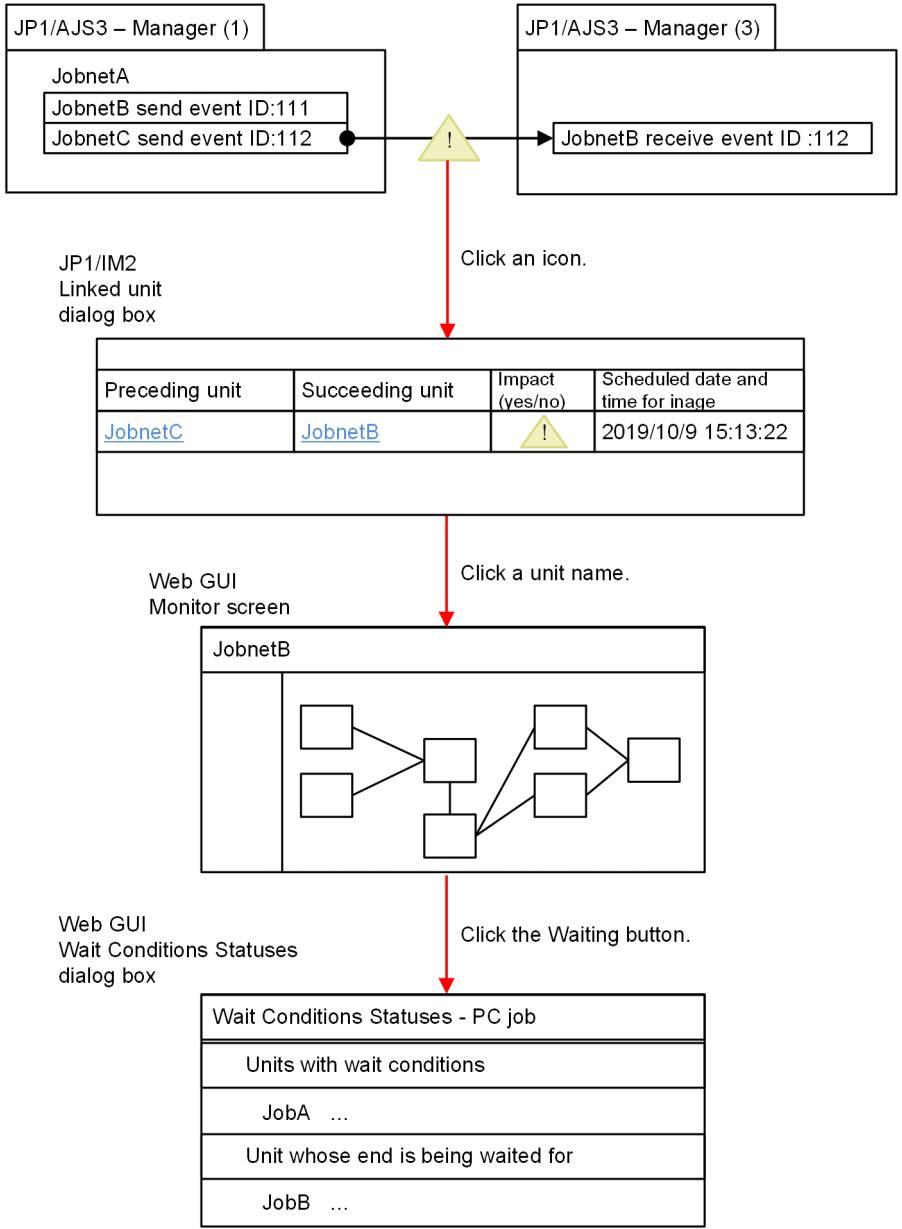 JP1/AJS3 – Manager (1)
JP1/AJS3 – Manager (3)
JobnetA
JobnetB send event ID:111
JobnetC send event ID:112
!
JobnetB receive event ID :112
Click an icon.
JP1/IM2
Linked unit
dialog box
Preceding unit
Succeeding unit
Impact
(yes/no)
Scheduled date and
time for inage
JobnetC
JobnetB
!
2019/10/9 15:13:22
Click a unit name.
Web GUI
Monitor screen
JobnetB
Web GUI
Wait Conditions Statuses
dialog box
Click the Waiting button.
Wait Conditions Statuses - PC job
Units with wait conditions
JobA ...
Unit whose end is being waited for
JobB ...